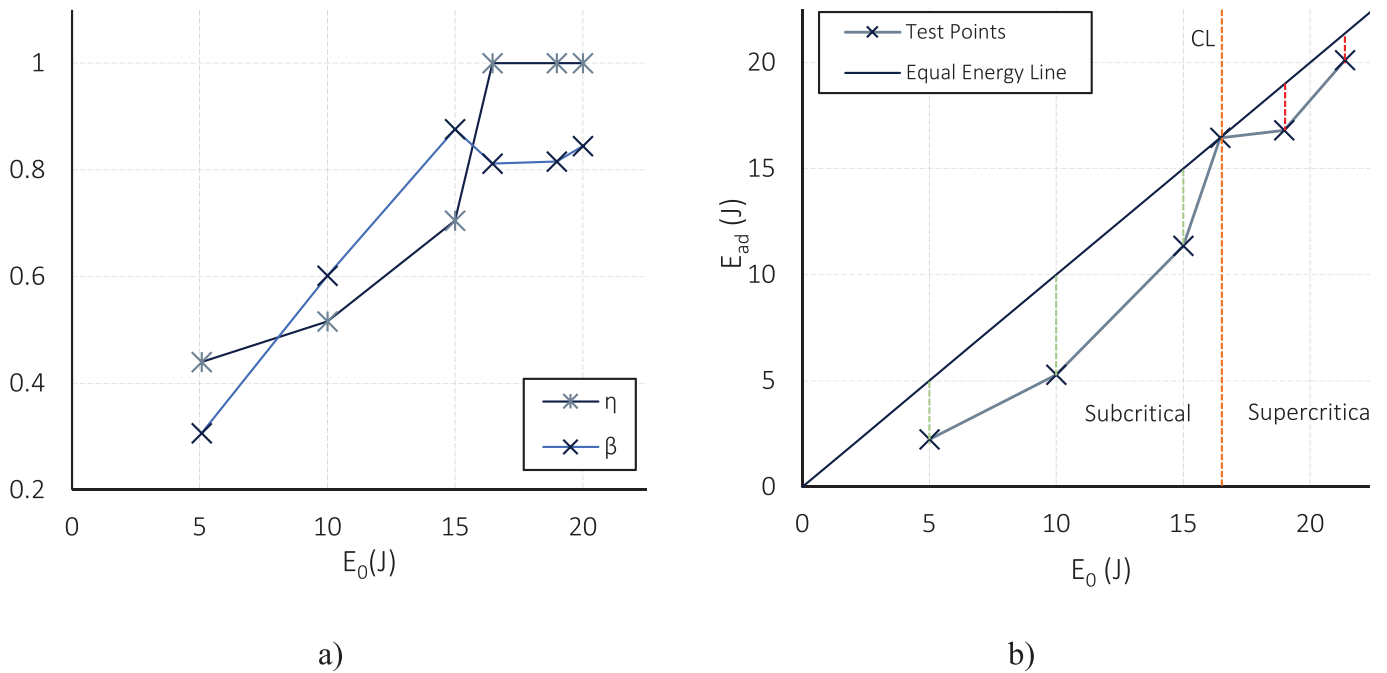 1
0.8
0.6
0.4
0.2
0 5 10 15 20
E₀(J)
η
β
a)
Test Points
Equal Energy Line
CL
20
15
10
5
0
E_ad (J)
Subcritical
Supercritica
0 5 10 15 20
E₀ (J)
b)